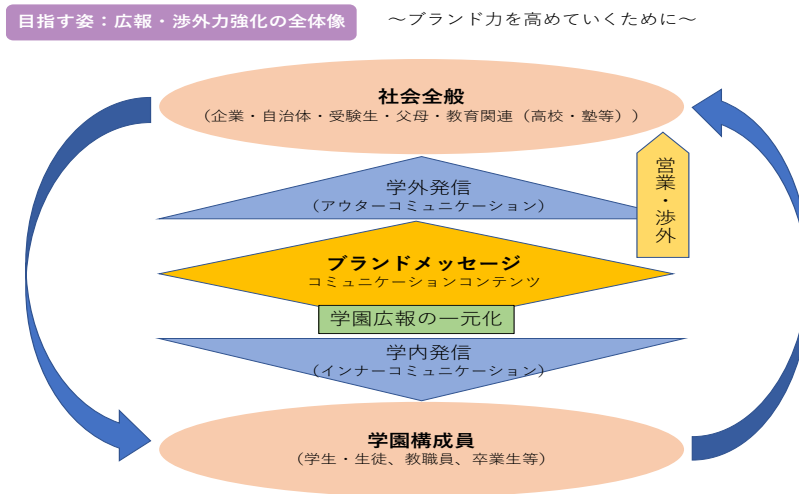 目指す姿：広報・渉外力強化の全体像
～ブランド力を高めていくために～
社会全般
（企業・自治体・受験生・父母・教育関連（高校・塾等））
営業・渉外
学外発信
（アウターコミュニケーション）
ブランドメッセージ
コミュニケーションコンテンツ
学園広報の一元化
学内発信
（インナーコミュニケーション）
学園構成員
（学生・生徒、教職員、卒業生等）